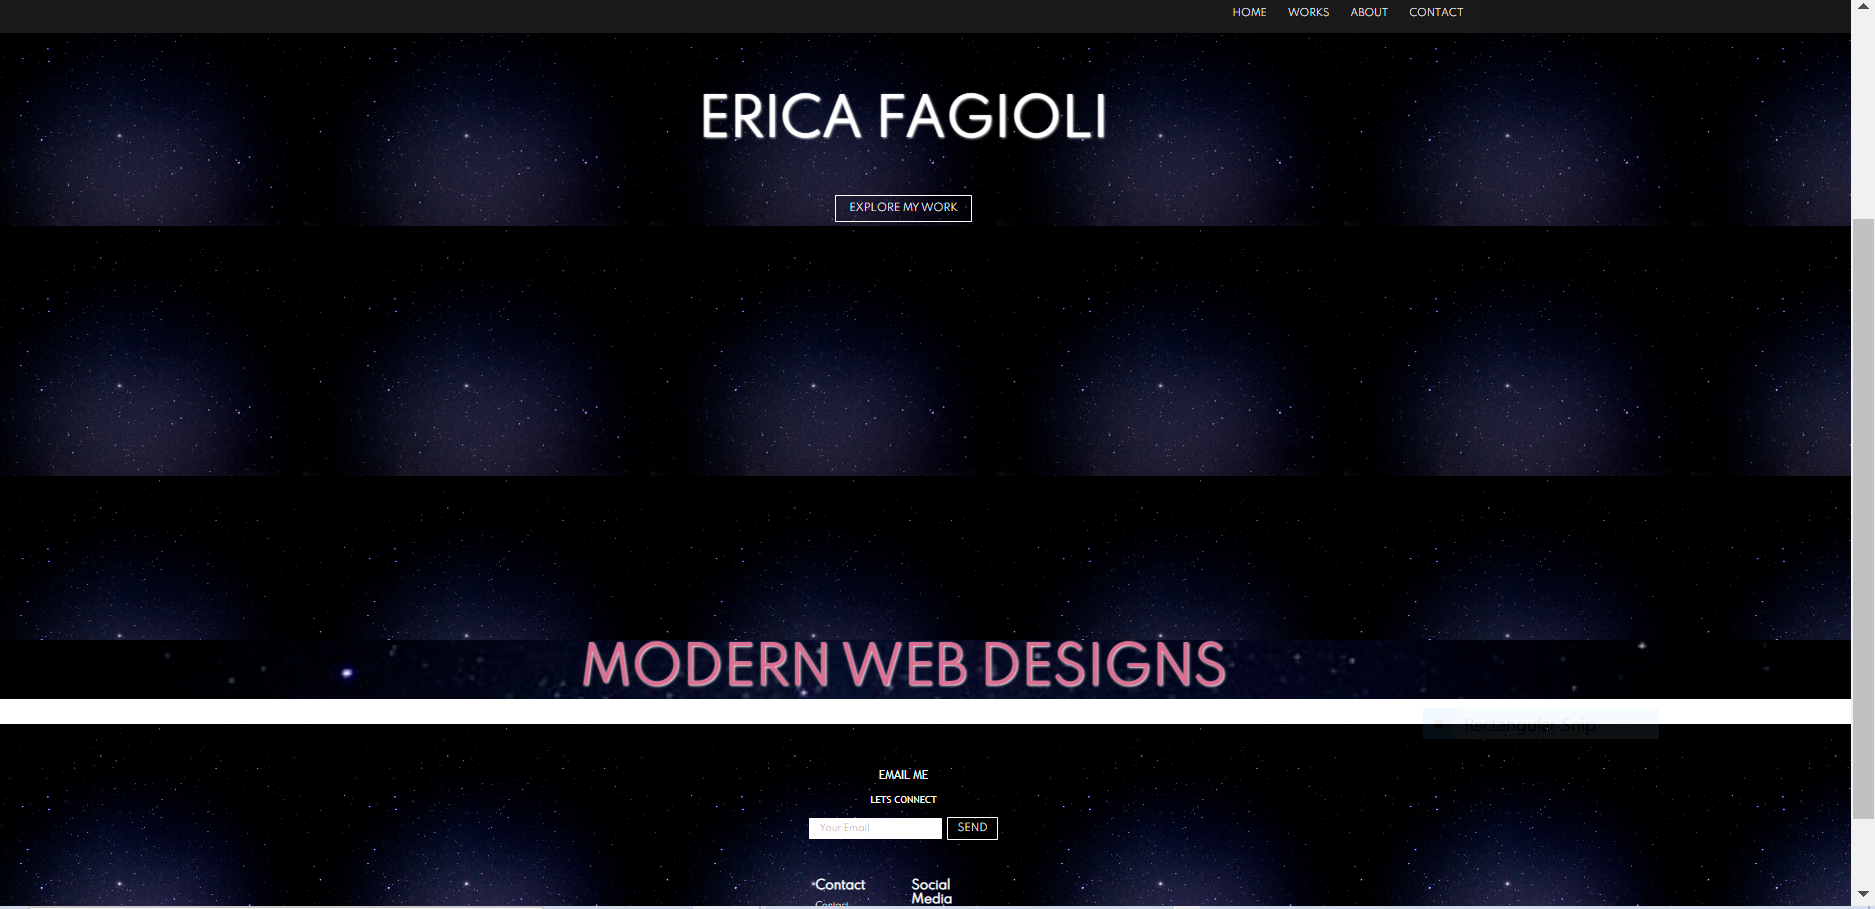 HOME WORKS ABOUT CONTACT
ERICA FAGIOLI
EXPLORE MY WORK
MODERN WEB DESIGNS
Rectangular Snip
EMAIL ME
LETS CONNECT
Your Email SEND
Contact Social
Media
Contact